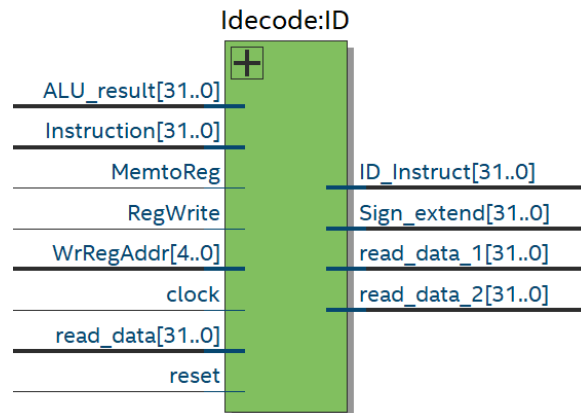 Idecode:ID
ALU_result[31..0]
Instruction[31..0]
MemtoReg
RegWrite
WrRegAddr[4..0]
clock
read_data[31..0]
reset
ID_Instruct[31..0]
Sign_extend[31..0]
read_data_1[31..0]
read_data_2[31..0]